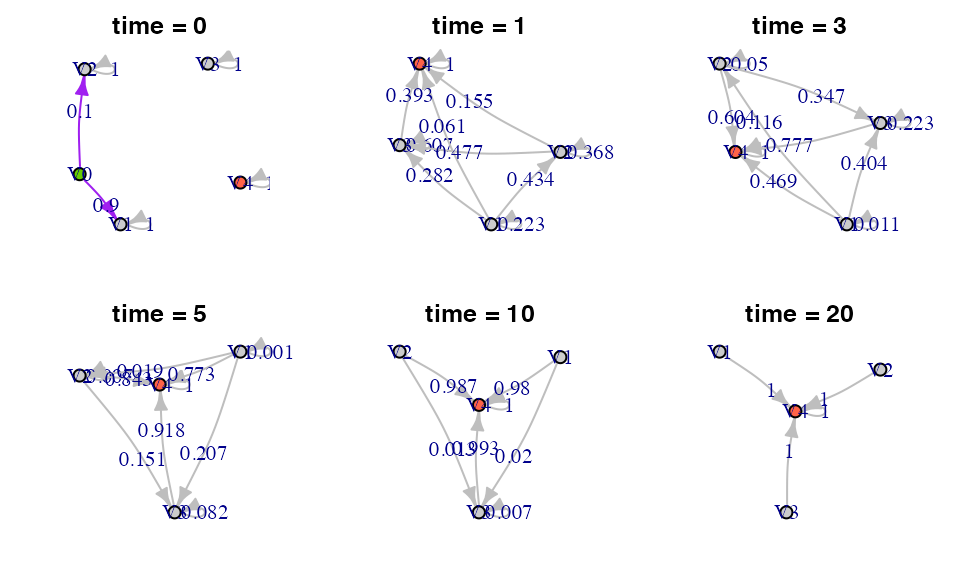 time = 0
V2 1
V3 1
0.1
V0
V4 1
0.9
V1 1
time = 1
V4 1
0.393
0.155
0.061
V3 0.607
0.477
V2 0.368
0.282
0.434
V1 0.223
time = 3
V2 0.05
0.347
0.604
0.116
V3 0.223
0.777
V4 1
0.404
0.469
V1 0.011
time = 5
V1 0.001
0.019
0.773
V2
0.843
V4 1
0.918
0.207
0.151
V3 0.082
time = 10
V2
V1
0.987
0.98
V4 1
0.013
0.993
0.02
V3 0.007
time = 20
V1
V2
1
1
V4 1
1
V3